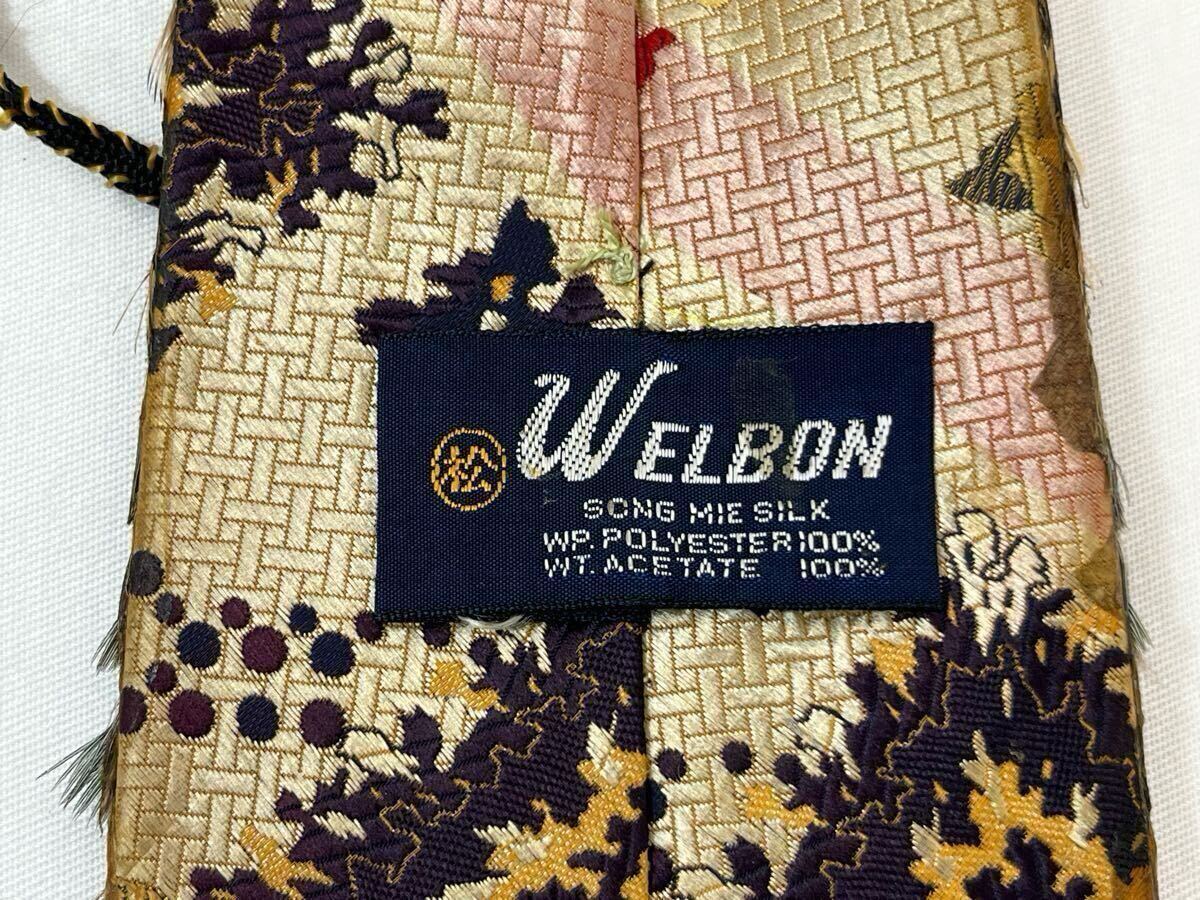 松 WELBON
SONG MIE SILK
WP. POLYESTER 100%
WT. ACETATE 100%